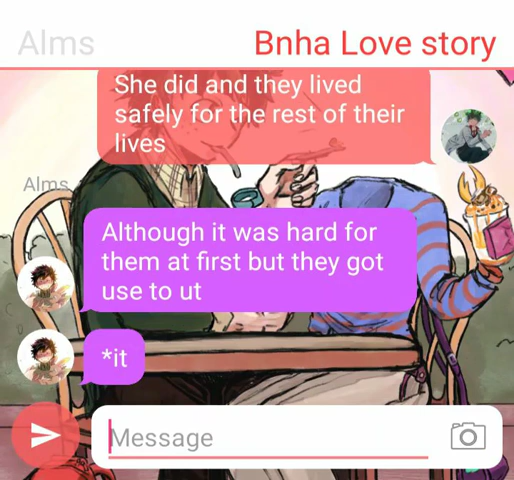 Alms
Bnha Love story
She did and they lived
safely for the rest of their
lives
Alms
Although it was hard for
them at first but they got
use to ut
*it
Message